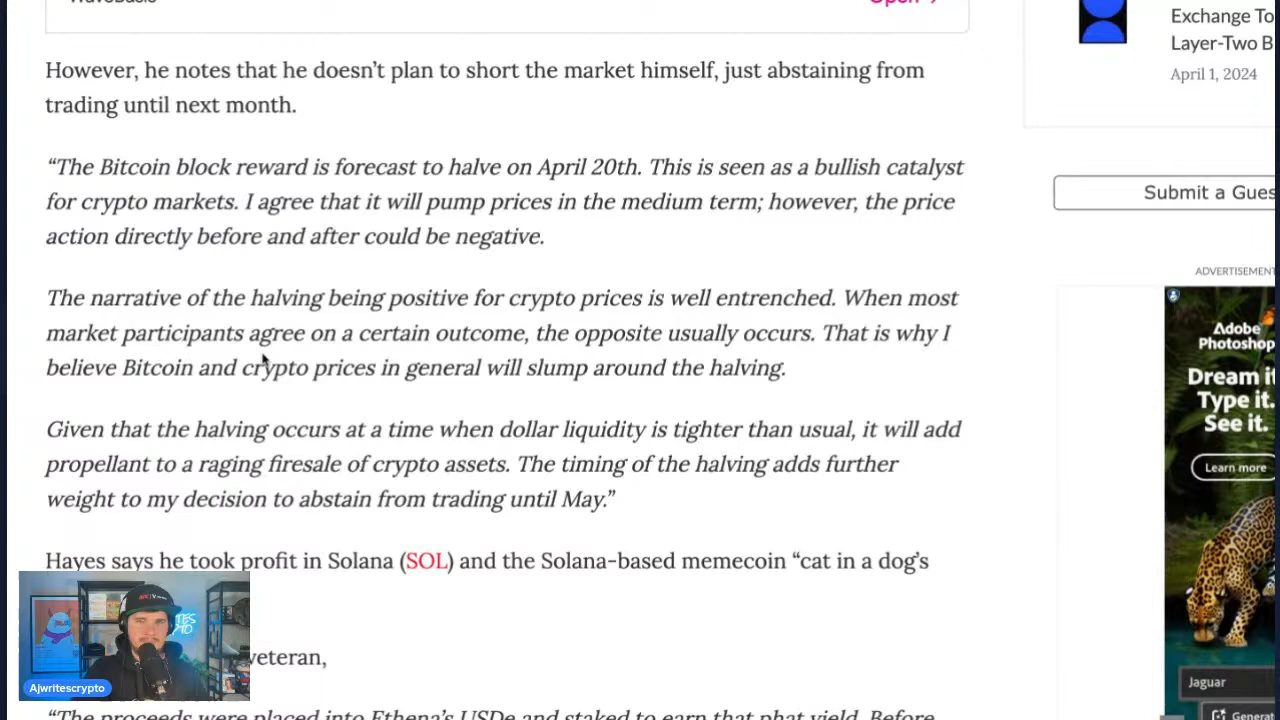 Open
However, he notes that he doesn't plan to short the market himself, just abstaining from
trading until next month.
“The Bitcoin block reward is forecast to halve on April 20th. This is seen as a bullish catalyst
for crypto markets. I agree that it will pump prices in the medium term; however, the price
action directly before and after could be negative.
The narrative of the halving being positive for crypto prices is well entrenched. When most
market participants agree on a certain outcome, the opposite usually occurs. That is why I
believe Bitcoin and crypto prices in general will slump around the halving.
Given that the halving occurs at a time when dollar liquidity is tighter than usual, it will add
propellant to a raging firesale of crypto assets. The timing of the halving adds further
weight to my decision to abstain from trading until May.”
Hayes says he took profit in Solana (SOL) and the Solana-based memecoin “cat in a dog's
veteran,
“The proceeds were placed into Ethena's USDe and staked to earn that phat yield. Before
Ajwritescrypto
Exchange To
Layer-Two B
April 1, 2024
Submit a Gues
ADVERTISEMENT
Adobe
Photoshop
Dream it
Type it.
See it.
Learn more
Jaguar
Generat